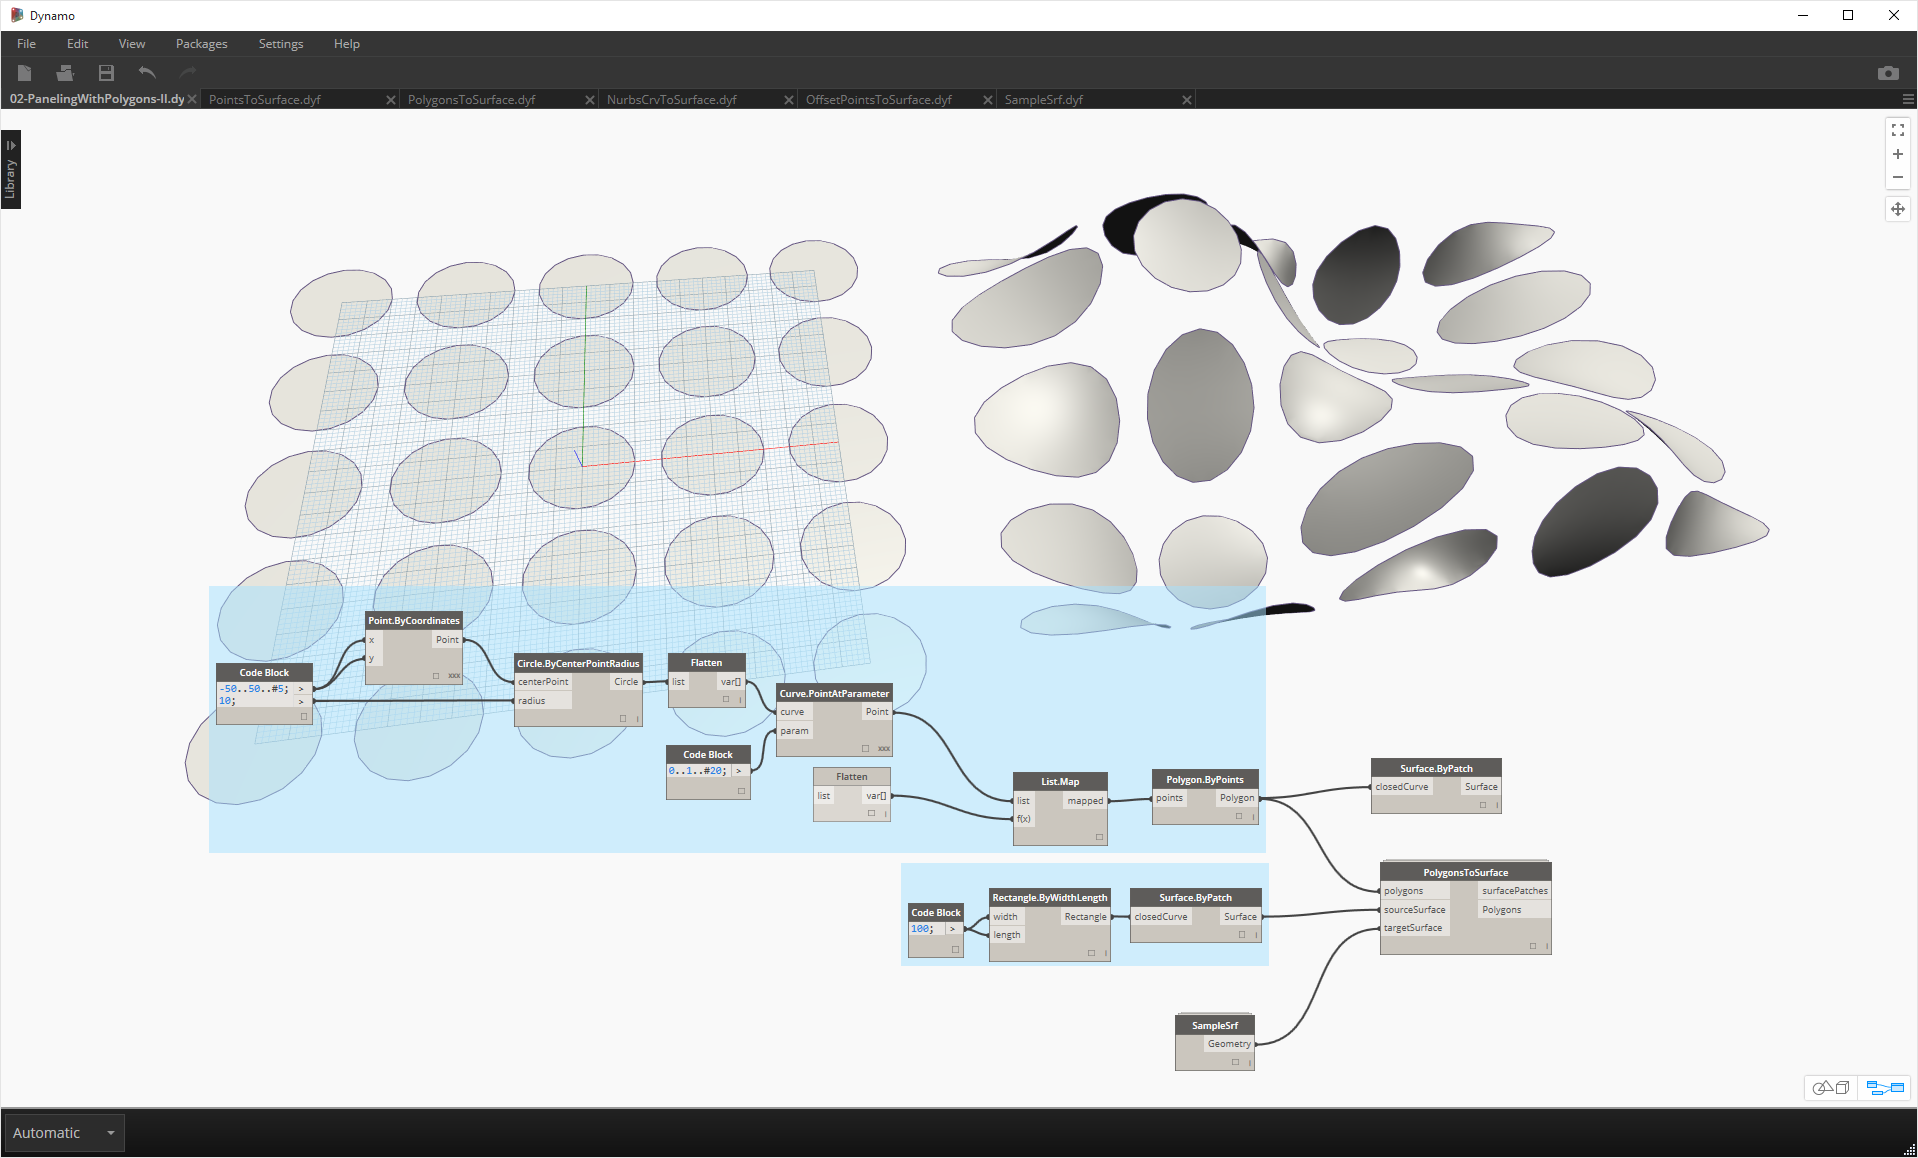 Dynamo
File Edit View Packages Settings Help
02-PanelingWithPolygons-II.dy PointsToSurface.dyf PolygonsToSurface.dyf NurbsCrvToSurface.dyf OffsetPointsToSurface.dyf SampleSrf.dyf
Library
Point.ByCoordinates
x Point
y
xxx
Code Block
-50..50..#5; >
10; >
Circle.ByCenterPointRadius
centerPoint Circle
radius
Flatten
list var[]
Curve.PointAtParameter
curve Point
param
xxx
Code Block
0..1..#20; >
Flatten
list var[]
List.Map
list mapped
f(x)
Polygon.ByPoints
points Polygon
Surface.ByPatch
closedCurve Surface
PolygonsToSurface
polygons surfacePatches
sourceSurface Polygons
targetSurface
Code Block
100; >
Rectangle.ByWidthLength
width Rectangle
length
Surface.ByPatch
closedCurve Surface
SampleSrf
Geometry
Automatic